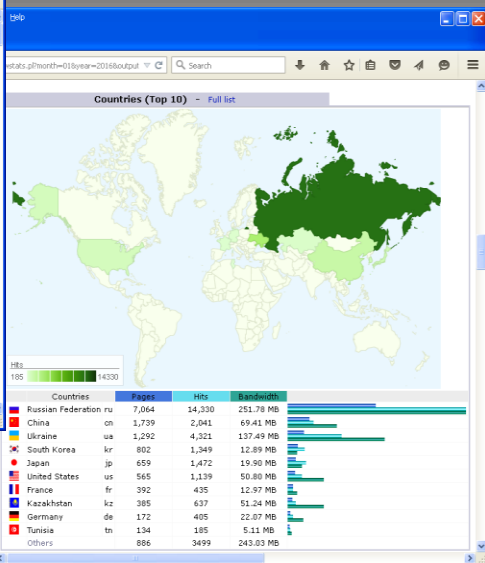 Help
wstats.pl?month=01&year=2016&output
Search
Countries (Top 10) - Full list
Hits
185 14330
Countries Pages Hits Bandwidth
Russian Federation ru 7,064 14,330 251.78 MB
China cn 1,739 2,041 69.41 MB
Ukraine ua 1,292 4,321 137.49 MB
South Korea kr 802 1,349 12.89 MB
Japan jp 659 1,472 19.90 MB
United States us 565 1,139 50.80 MB
France fr 392 435 12.97 MB
Kazakhstan kz 385 637 51.24 MB
Germany de 172 405 22.07 MB
Tunisia tn 134 185 5.11 MB
Others 886 3499 243.03 MB